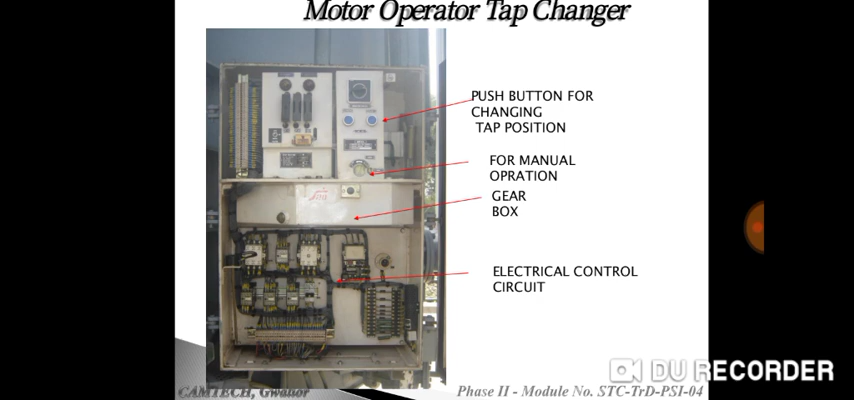 Motor Operator Tap Changer
PUSH BUTTON FOR
CHANGING
TAP POSITION
FOR MANUAL
OPRATION
GEAR
BOX
ELECTRICAL CONTROL
CIRCUIT
DU RECORDER
CAMTECH, Gwalior
Phase II - Module No. STC-TrD-PSI-04